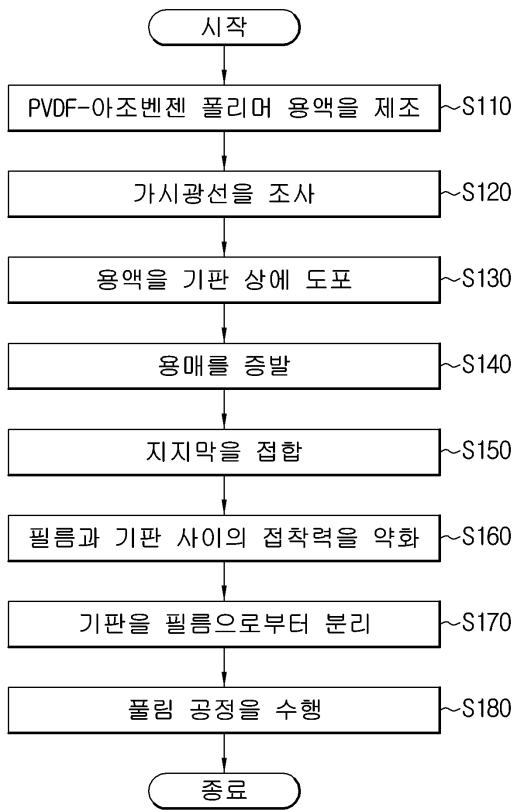 시작
PVDF-아조벤젠 폴리머 용액을 제조 S110
가시광선을 조사 S120
용액을 기판 상에 도포 S130
용매를 증발 S140
지지막을 접합 S150
필름과 기판 사이의 접착력을 약화 S160
기판을 필름으로부터 분리 S170
풀림 공정을 수행 S180
종료